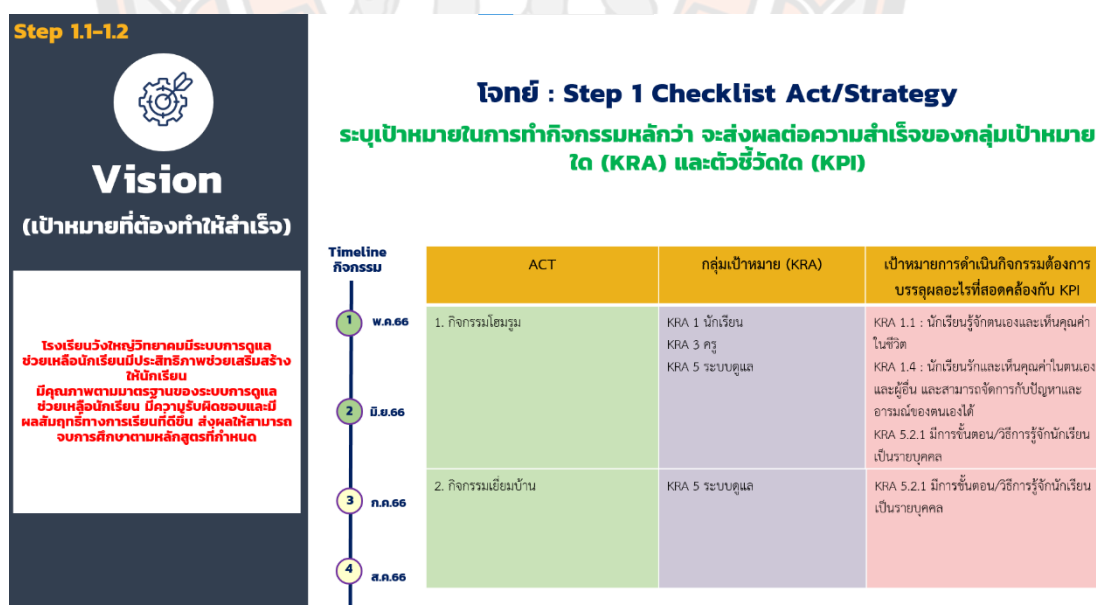 Step 1.1-1.2
Vision
(เป้าหมายที่ต้องทำให้สำเร็จ)
โรงเรียนวังใหญ่วิทยาคมมีระบบการดูแล
ช่วยเหลือนักเรียนมีประสิทธิภาพช่วยเสริมสร้าง
ให้นักเรียน
มีคุณภาพตามมาตรฐานของระบบการดูแล
ช่วยเหลือนักเรียน มีความรับผิดชอบและมี
ผลสัมฤทธิ์ทางการเรียนที่ดีขึ้น ส่งผลให้สามารถ
จบการศึกษาตามหลักสูตรที่กำหนด
โจทย์ : Step 1 Checklist Act/Strategy
ระบุเป้าหมายในการทำกิจกรรมหลักว่า จะส่งผลต่อความสำเร็จของกลุ่มเป้าหมาย
ใด (KRA) และตัวชี้วัดใด (KPI)
Timeline
กิจกรรม
1 พ.ค.66
2 มิ.ย.66
3 ก.ค.66
4 ส.ค.66
ACT
กลุ่มเป้าหมาย (KRA)
เป้าหมายการดำเนินกิจกรรมต้องการ
บรรลุผลอะไรที่สอดคล้องกับ KPI
1. กิจกรรมโฮมรูม
KRA 1 นักเรียน
KRA 3 ครู
KRA 5 ระบบดูแล
KRA 1.1 : นักเรียนรู้จักตนเองและเห็นคุณค่า
ในชีวิต
KRA 1.4 : นักเรียนรักและเห็นคุณค่าในตนเอง
และผู้อื่น และสามารถจัดการกับปัญหาและ
อารมณ์ของตนเองได้
KRA 5.2.1 มีการขั้นตอน/วิธีการรู้จักนักเรียน
เป็นรายบุคคล
2. กิจกรรมเยี่ยมบ้าน
KRA 5 ระบบดูแล
KRA 5.2.1 มีการขั้นตอน/วิธีการรู้จักนักเรียน
เป็นรายบุคคล